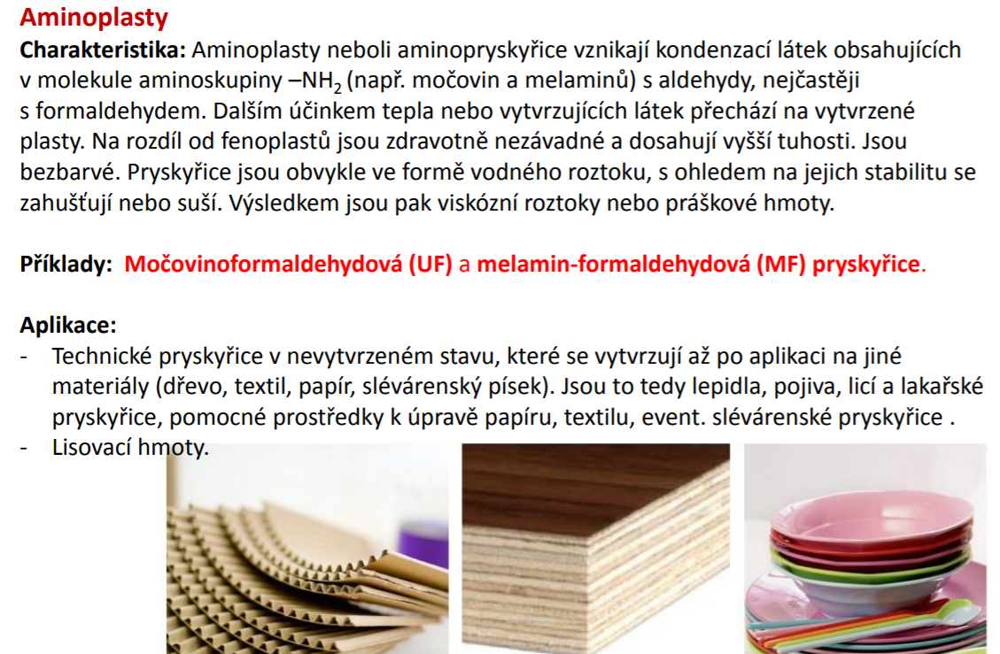 Aminoplasty
Charakteristika: Aminoplasty neboli aminopryskyřice vznikají kondenzací látek obsahujících
v molekule aminoskupiny –NH₂ (např. močovin a melaminů) s aldehydy, nejčastěji
s formaldehydem. Dalším účinkem tepla nebo vytvrzujících látek přechází na vytvrzené
plasty. Na rozdíl od fenoplastů jsou zdravotně nezávadné a dosahují vyšší tuhosti. Jsou
bezbarvé. Pryskyřice jsou obvykle ve formě vodného roztoku, s ohledem na jejich stabilitu se
zahušťují nebo suší. Výsledkem jsou pak viskózní roztoky nebo práškové hmoty.
Příklady: Močovinoformaldehydová (UF) a melamin-formaldehydová (MF) pryskyřice.
Aplikace:
- Technické pryskyřice v nevytvrzeném stavu, které se vytvrzují až po aplikaci na jiné
materiály (dřevo, textil, papír, slévárenský písek). Jsou to tedy lepidla, pojiva, licí a lakařské
pryskyřice, pomocné prostředky k úpravě papíru, textilu, event. slévárenské pryskyřice .
- Lisovací hmoty.